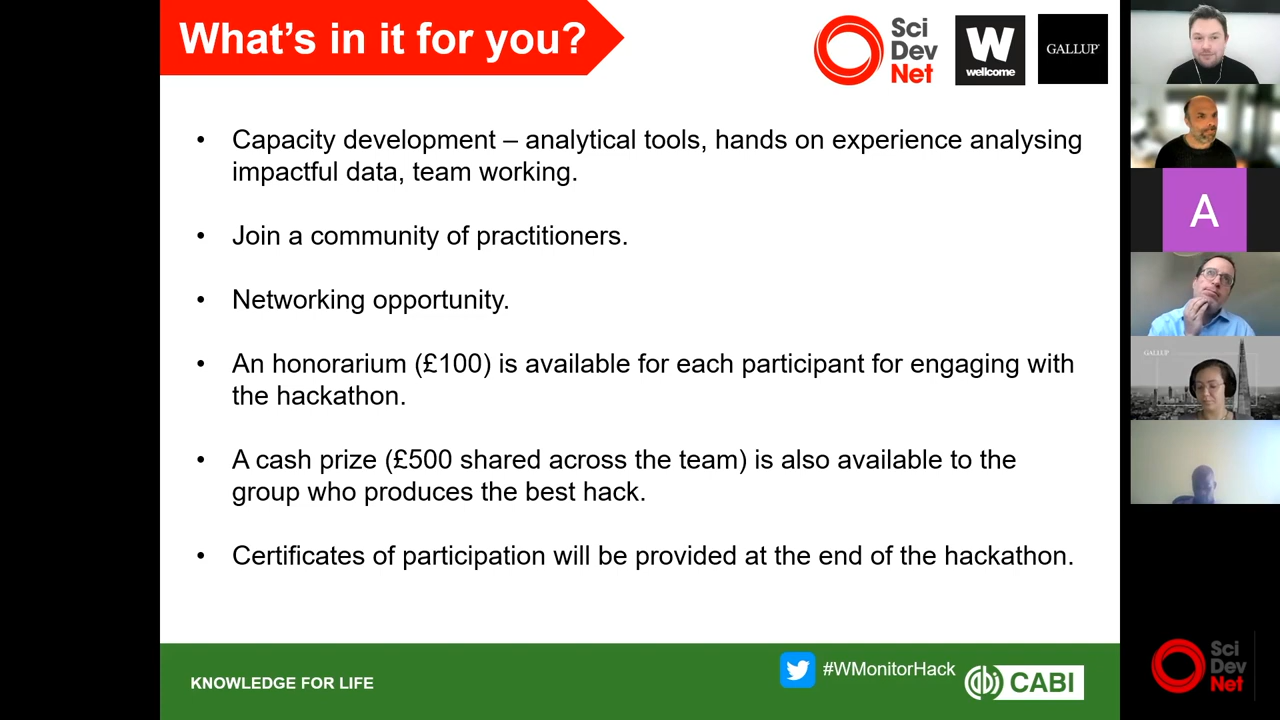 What's in it for you?
Sci
Dev
Net
W
wellcome
GALLUP
• Capacity development – analytical tools, hands on experience analysing
impactful data, team working.
• Join a community of practitioners.
• Networking opportunity.
• An honorarium (£100) is available for each participant for engaging with
the hackathon.
• A cash prize (£500 shared across the team) is also available to the
group who produces the best hack.
• Certificates of participation will be provided at the end of the hackathon.
KNOWLEDGE FOR LIFE
#WMonitorHack
cabi CABI
A
GALLUP
Sci
Dev
Net